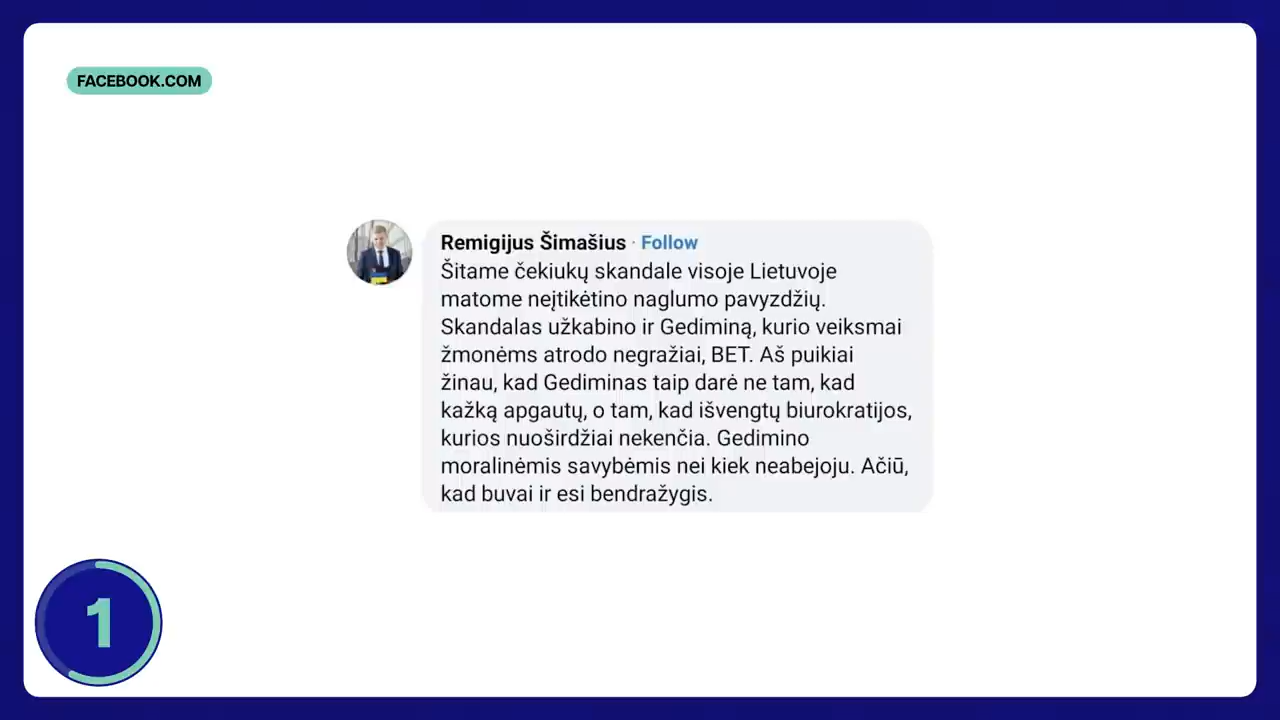 FACEBOOK.COM
Remigijus Šimašius · Follow
Šitame čekiukų skandale visoje Lietuvoje
matome neįtikėtino naglumo pavyzdžių.
Skandalas užkabino ir Gediminą, kurio veiksmai
žmonėms atrodo negražiai, BET. Aš puikiai
žinau, kad Gediminas taip darė ne tam, kad
kažką apgautų, o tam, kad išvengtų biurokratijos,
kurios nuoširdžiai nekenčia. Gedimino
moralinėmis savybėmis nei kiek neabejoju. Ačiū,
kad buvai ir esi bendražygis.
1